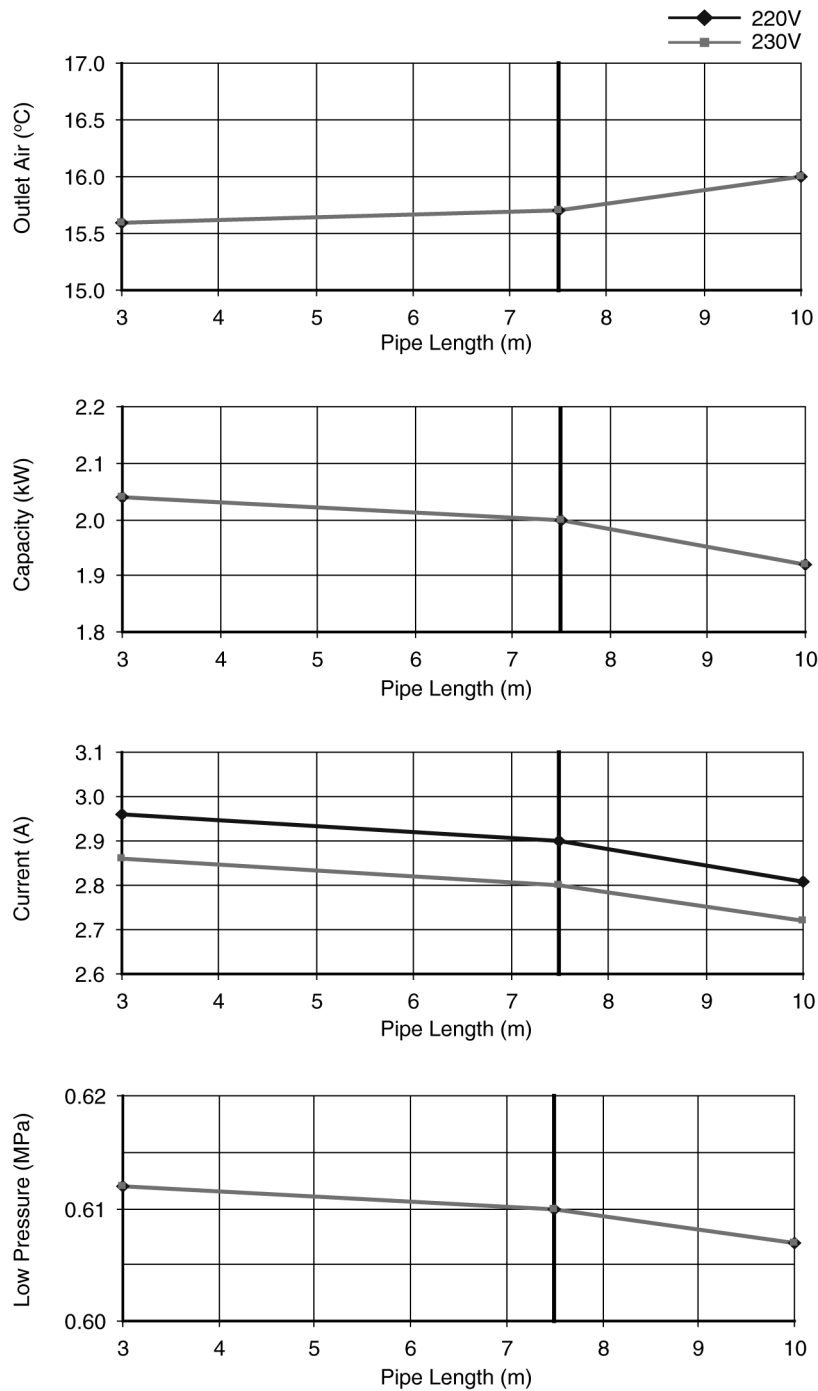 220V
230V
17.0
16.5
16.0
15.5
15.0
Outlet Air (°C)
3 4 5 6 7 8 9 10
Pipe Length (m)
2.2
2.1
2.0
1.9
1.8
Capacity (kW)
3 4 5 6 7 8 9 10
Pipe Length (m)
3.1
3.0
2.9
2.8
2.7
2.6
Current (A)
3 4 5 6 7 8 9 10
Pipe Length (m)
0.62
0.61
0.60
Low Pressure (MPa)
3 4 5 6 7 8 9 10
Pipe Length (m)